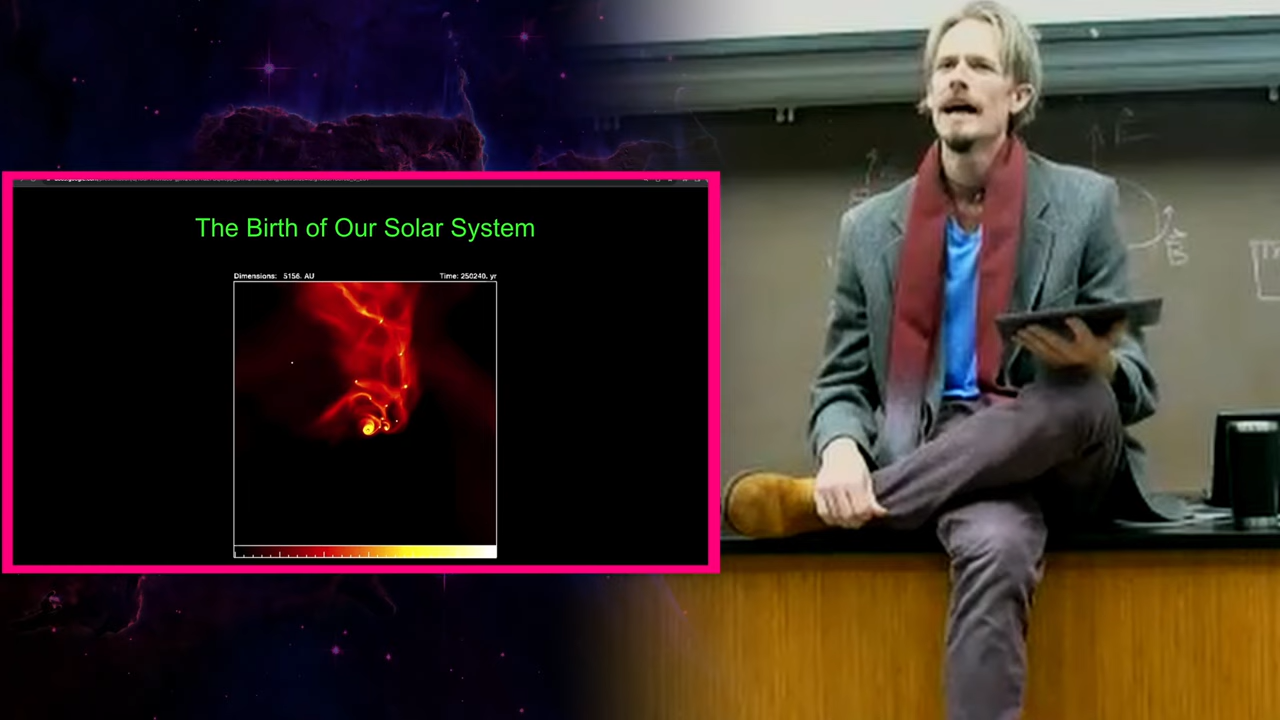 The Birth of Our Solar System
Dimensions: 5156. AU
Time: 250240. yr
E
B